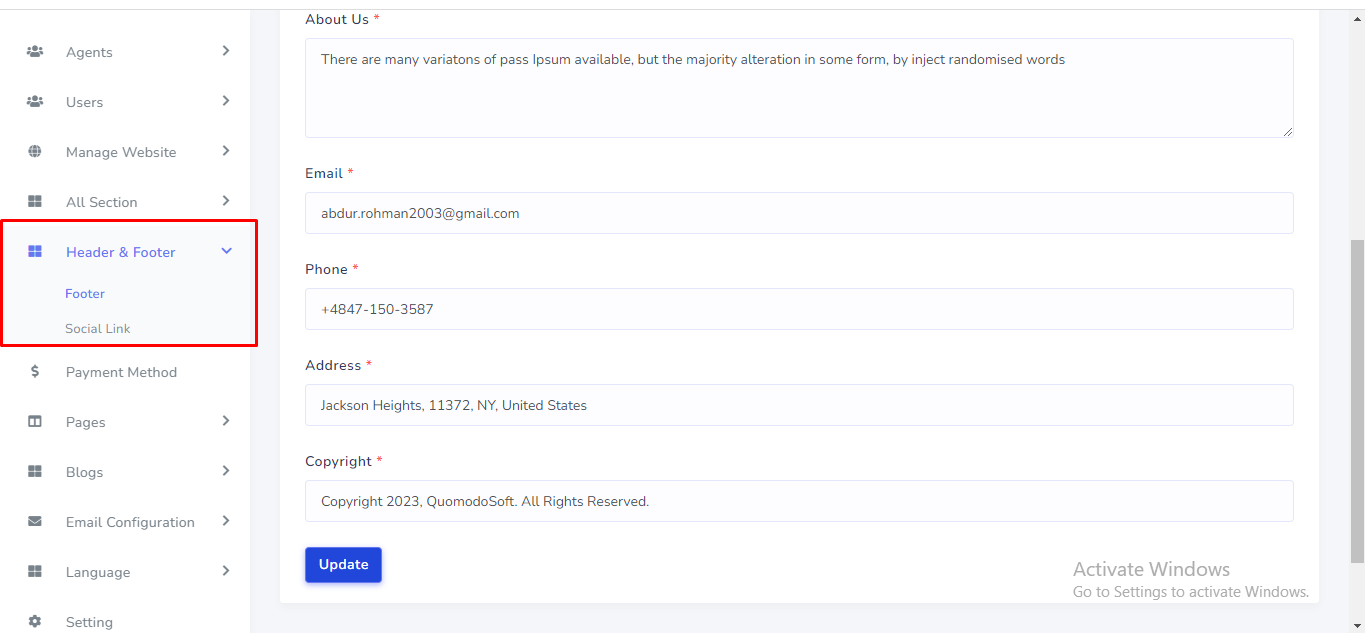 Agents
Users
Manage Website
All Section
Header & Footer
Footer
Social Link
Payment Method
Pages
Blogs
Email Configuration
Language
Setting
About Us *
There are many variatons of pass Ipsum available, but the majority alteration in some form, by inject randomised words
Email *
abdur.rohman2003@gmail.com
Phone *
+4847-150-3587
Address *
Jackson Heights, 11372, NY, United States
Copyright *
Copyright 2023, QuomodoSoft. All Rights Reserved.
Update
Activate Windows
Go to Settings to activate Windows.